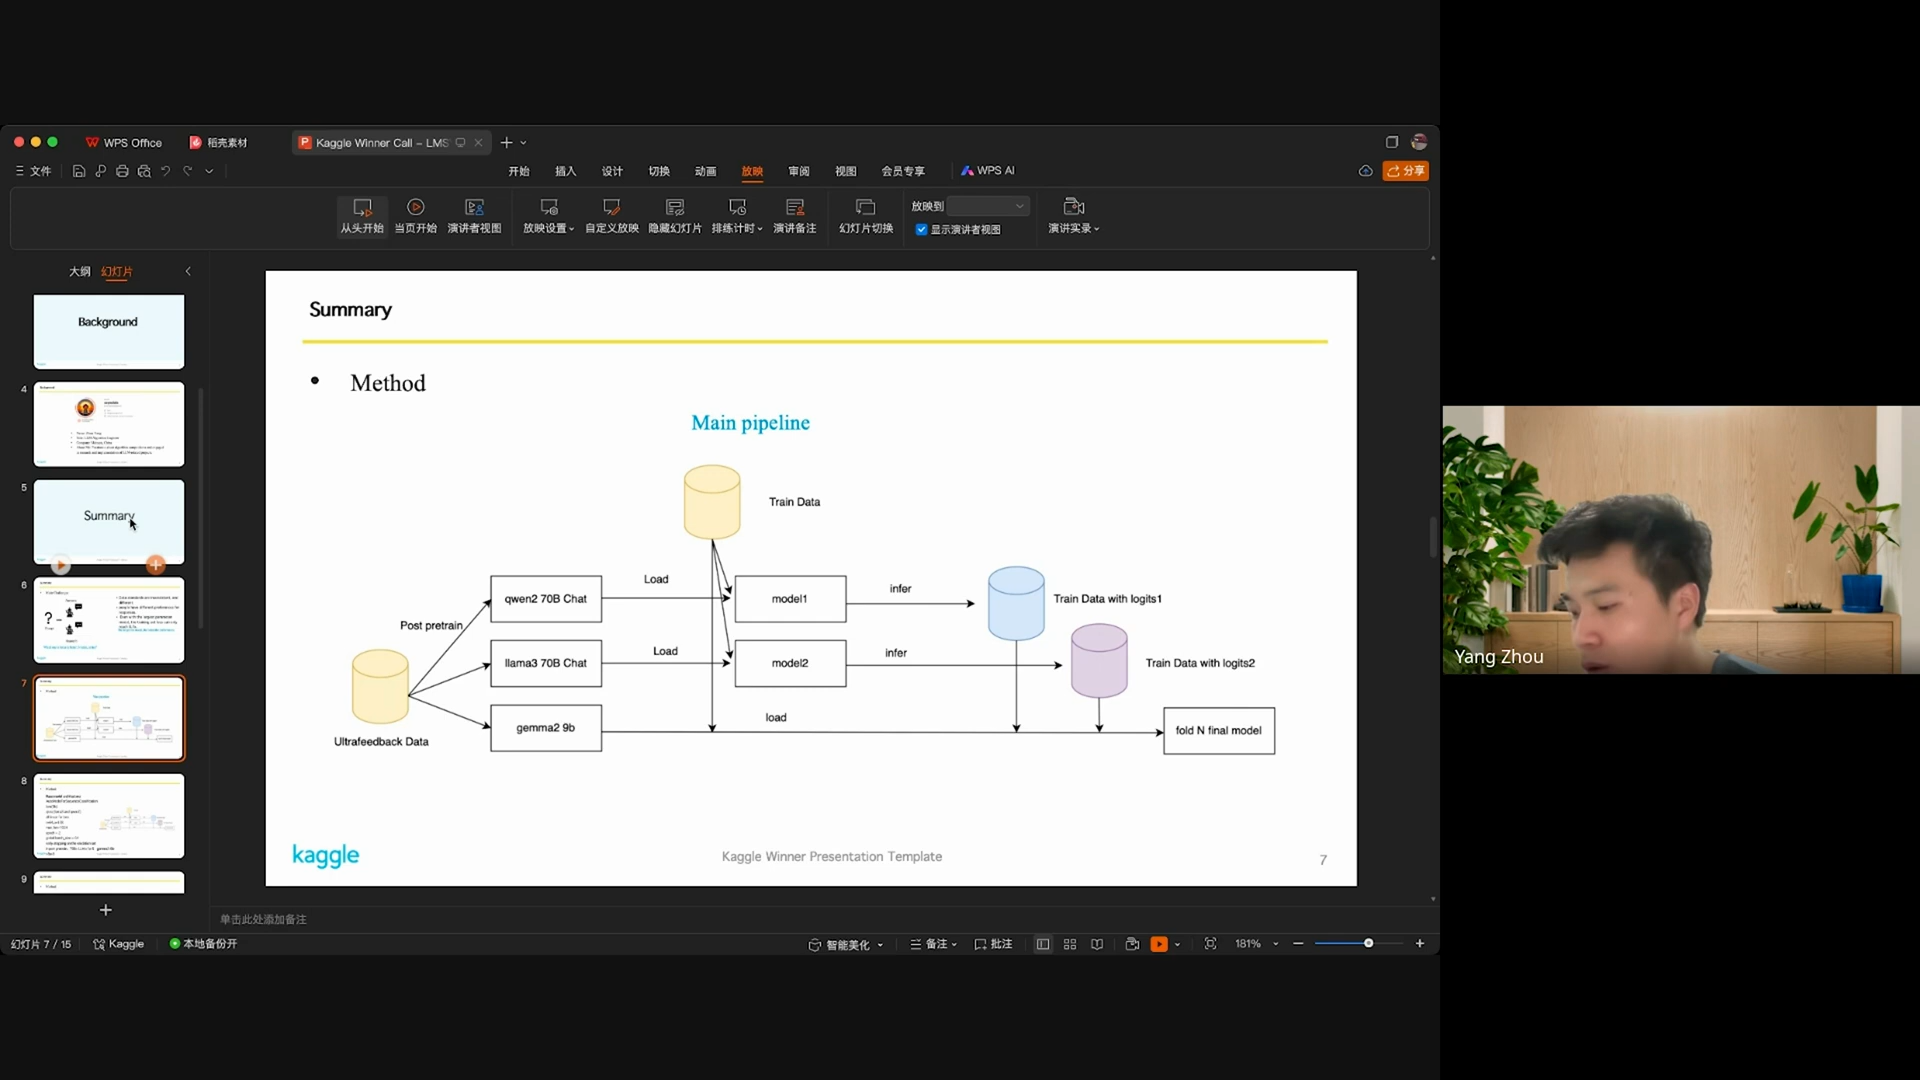 WPS Office
稻壳素材
Kaggle Winner Call – LMS
文件
开始
插入
设计
切换
动画
放映
审阅
视图
会员专享
WPS AI
分享
从头开始
当页开始
演讲者视图
放映设置
自定义放映
隐藏幻灯片
排练计时
演讲备注
幻灯片切换
放映到
显示演讲者视图
演讲实录
大纲
幻灯片
Background
4
5
Summary
6
7
8
9
Summary
• Method
Main pipeline
Train Data
qwen2 70B Chat
Load
model1
infer
Train Data with logits1
Post pretrain
llama3 70B Chat
Load
model2
infer
Train Data with logits2
gemma2 9b
load
fold N final model
Ultrafeedback Data
kaggle
Kaggle Winner Presentation Template
7
单击此处添加备注
幻灯片 7 / 15
Kaggle
本地备份开
智能美化
备注
批注
181%
Yang Zhou